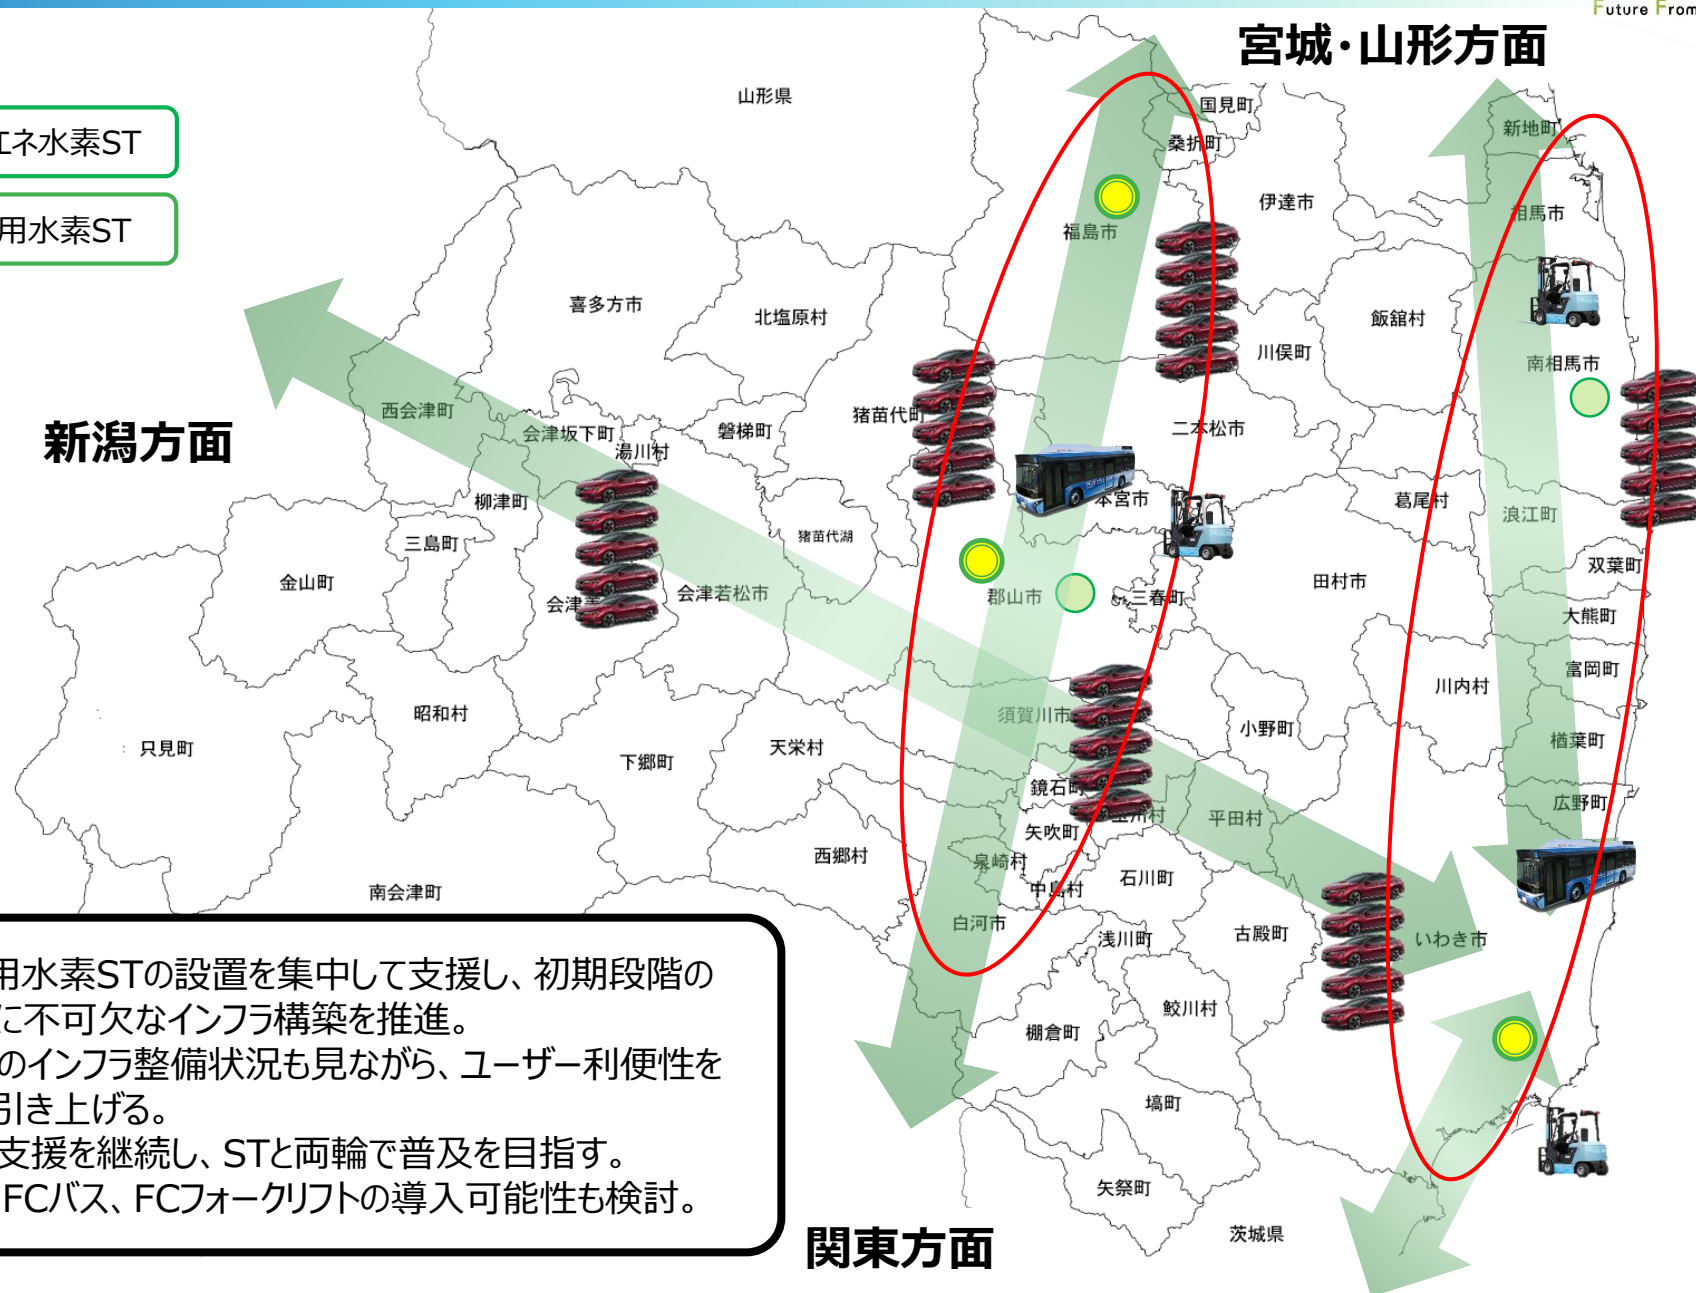 Future From
宮城・山形方面
山形県
国見町
新地町
エネ水素ST
桑折町
伊達市
相馬市
用水素ST
福島市
喜多方市
北塩原村
飯舘村
川俣町
南相馬市
西会津町
猪苗代町
新潟方面
会津坂下町
磐梯町
二本松市
湯川村
柳津町
本宮市
葛尾村
浪江町
三島町
猪苗代湖
双葉町
金山町
田村市
会津若松市
郡山市
三春町
会津美
大熊町
富岡町
川内村
昭和村
須賀川市
小野町
只見町
天栄村
楢葉町
下郷町
鏡石町
広野町
玉川村
平田村
矢吹町
西郷村
泉崎村
石川町
中島村
南会津町
白河市
浅川町
古殿町
いわき市
用水素STの設置を集中して支援し、初期段階の
に不可欠なインフラ構築を推進。
のインフラ整備状況も見ながら、ユーザー利便性を
引き上げる。
支援を継続し、STと両輪で普及を目指す。
FCバス、FCフォークリフトの導入可能性も検討。
鮫川村
棚倉町
塙町
矢祭町
茨城県
関東方面